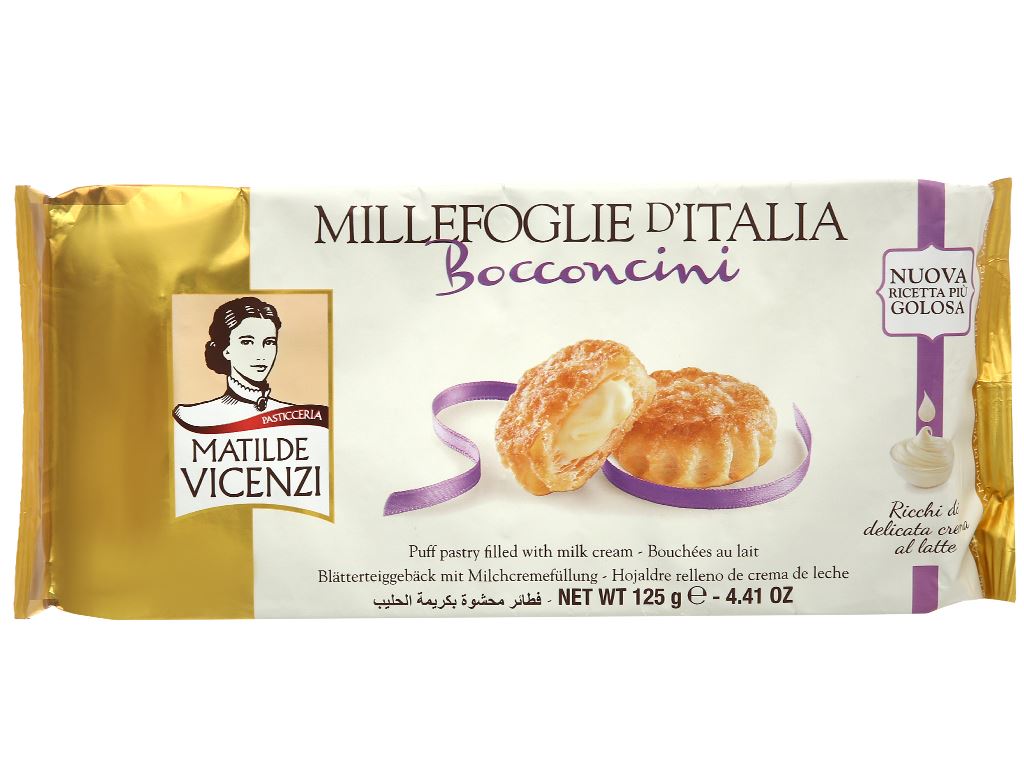 MILLEFOGLIE D'ITALIA
Bocconcini
NUOVA
RICETTA PIÙ
GOLOSA
PASTICCERIA
MATILDE
VICENZI
Ricchi di
delicata crema
al latte
Puff pastry filled with milk cream - Bouchées au lait
Blätterteiggebäck mit Milchcremefüllung - Hojaldre relleno de crema de leche
فطائر محشوة بكريمة الحليب - NET WT 125 g ℮ - 4.41 OZ